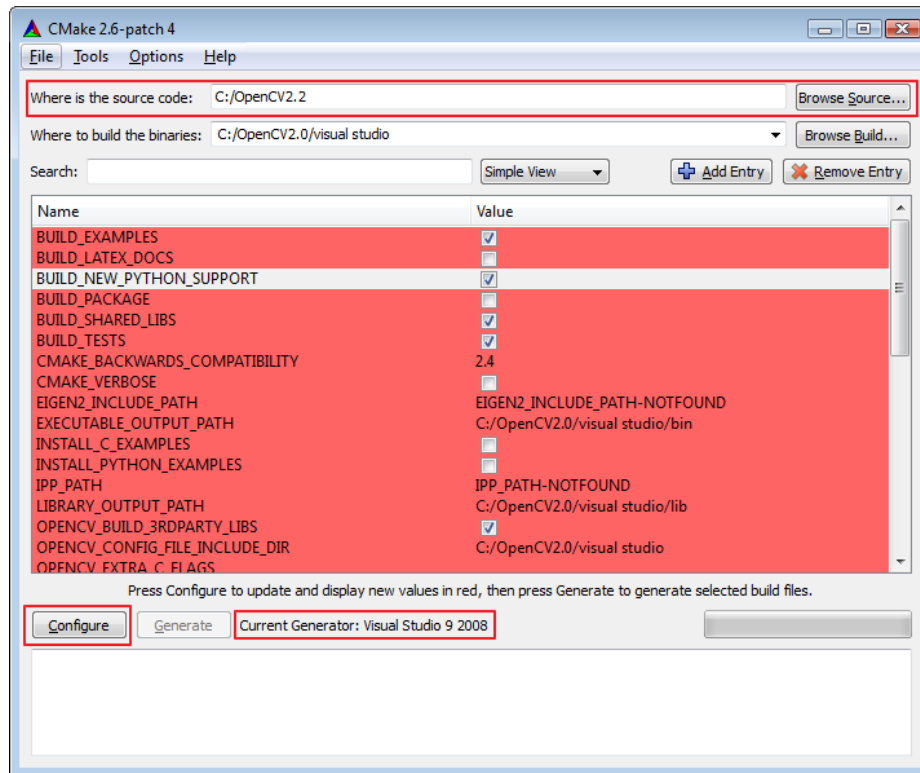 CMake 2.6-patch 4
File Tools Options Help
Where is the source code: C:/OpenCV2.2 Browse Source...
Where to build the binaries: C:/OpenCV2.0/visual studio Browse Build...
Search: Simple View Add Entry Remove Entry
Name Value
BUILD_EXAMPLES
BUILD_LATEX_DOCS
BUILD_NEW_PYTHON_SUPPORT
BUILD_PACKAGE
BUILD_SHARED_LIBS
BUILD_TESTS
CMAKE_BACKWARDS_COMPATIBILITY 2.4
CMAKE_VERBOSE
EIGEN2_INCLUDE_PATH EIGEN2_INCLUDE_PATH-NOTFOUND
EXECUTABLE_OUTPUT_PATH C:/OpenCV2.0/visual studio/bin
INSTALL_C_EXAMPLES
INSTALL_PYTHON_EXAMPLES
IPP_PATH IPP_PATH-NOTFOUND
LIBRARY_OUTPUT_PATH C:/OpenCV2.0/visual studio/lib
OPENCV_BUILD_3RDPARTY_LIBS
OPENCV_CONFIG_FILE_INCLUDE_DIR C:/OpenCV2.0/visual studio
OPENCV_EXTRA_C_FLAGS
Press Configure to update and display new values in red, then press Generate to generate selected build files.
Configure Generate Current Generator: Visual Studio 9 2008